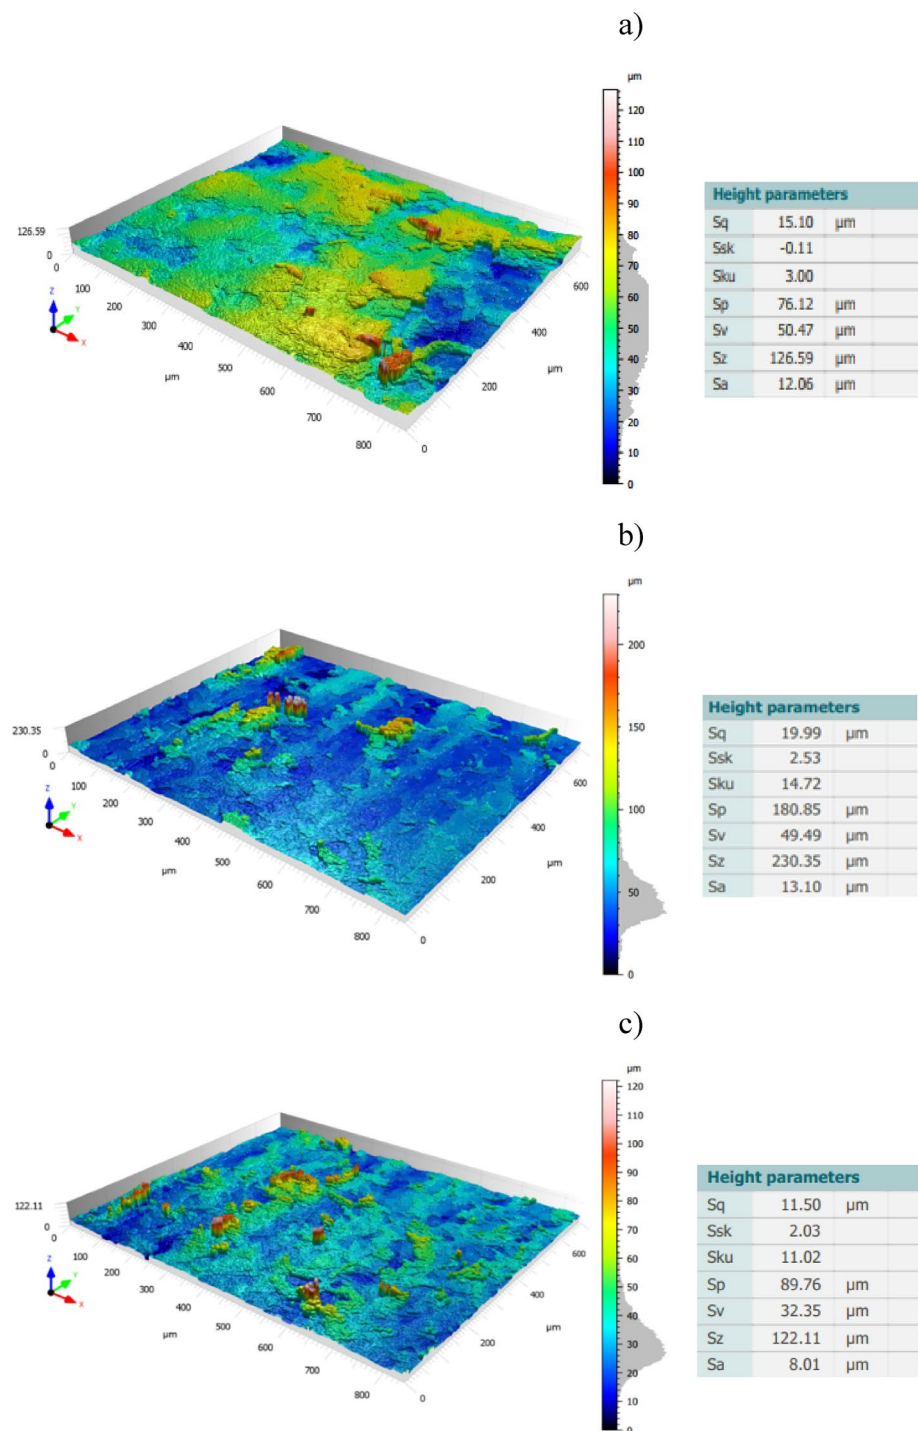 a)
µm
120
110
100
90
80
70
60
50
40
30
20
10
0
126.59
0
0
100
200
300
400
500
600
700
800
µm
0
200
400
600
µm
Z
Y
X
Height parameters
Sq 15.10 µm
Ssk -0.11
Sku 3.00
Sp 76.12 µm
Sv 50.47 µm
Sz 126.59 µm
Sa 12.06 µm
b)
µm
200
150
100
50
0
230.35
0
0
100
200
300
400
500
600
700
800
µm
0
200
400
600
µm
Z
Y
X
Height parameters
Sq 19.99 µm
Ssk 2.53
Sku 14.72
Sp 180.85 µm
Sv 49.49 µm
Sz 230.35 µm
Sa 13.10 µm
c)
µm
120
110
100
90
80
70
60
50
40
30
20
10
0
122.11
0
0
100
200
300
400
500
600
700
800
µm
0
200
400
600
µm
Z
Y
X
Height parameters
Sq 11.50 µm
Ssk 2.03
Sku 11.02
Sp 89.76 µm
Sv 32.35 µm
Sz 122.11 µm
Sa 8.01 µm